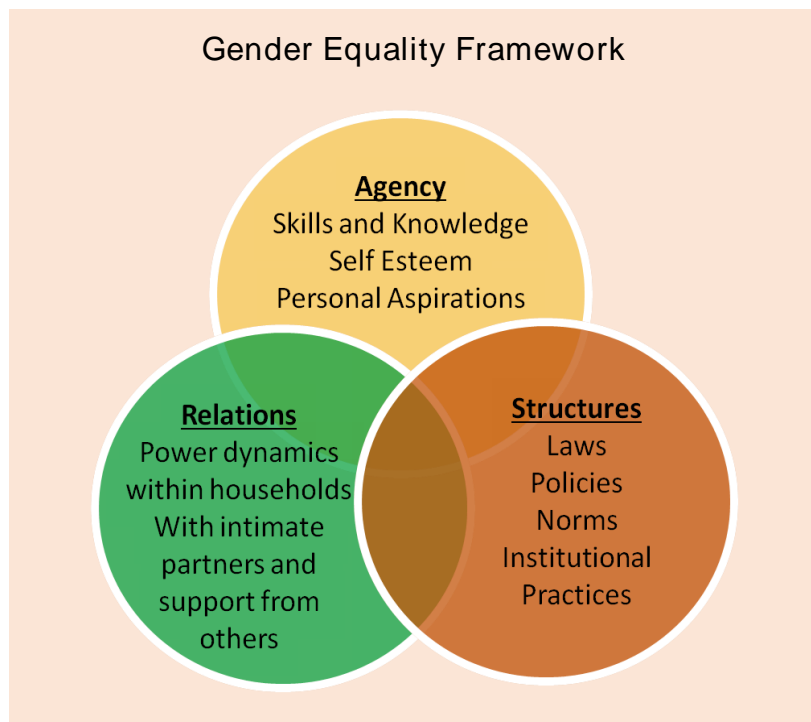 Gender Equality Framework
Agency
Skills and Knowledge
Self Esteem
Personal Aspirations
Relations
Power dynamics
within households
With intimate
partners and
support from
others
Structures
Laws
Policies
Norms
Institutional
Practices